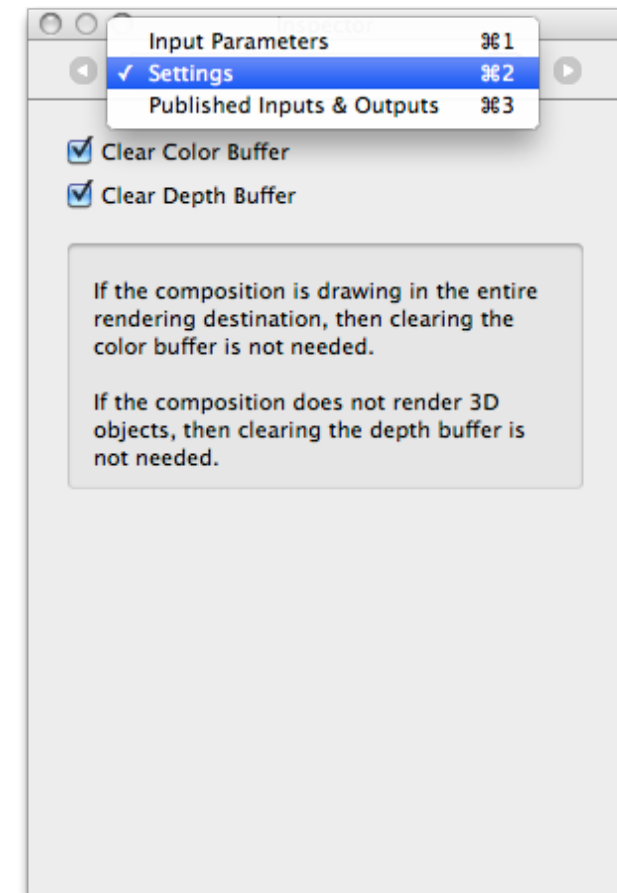 Inspector
Input Parameters ⌘1
✓ Settings ⌘2
Published Inputs & Outputs ⌘3
Clear Color Buffer
Clear Depth Buffer
If the composition is drawing in the entire
rendering destination, then clearing the
color buffer is not needed.
If the composition does not render 3D
objects, then clearing the depth buffer is
not needed.